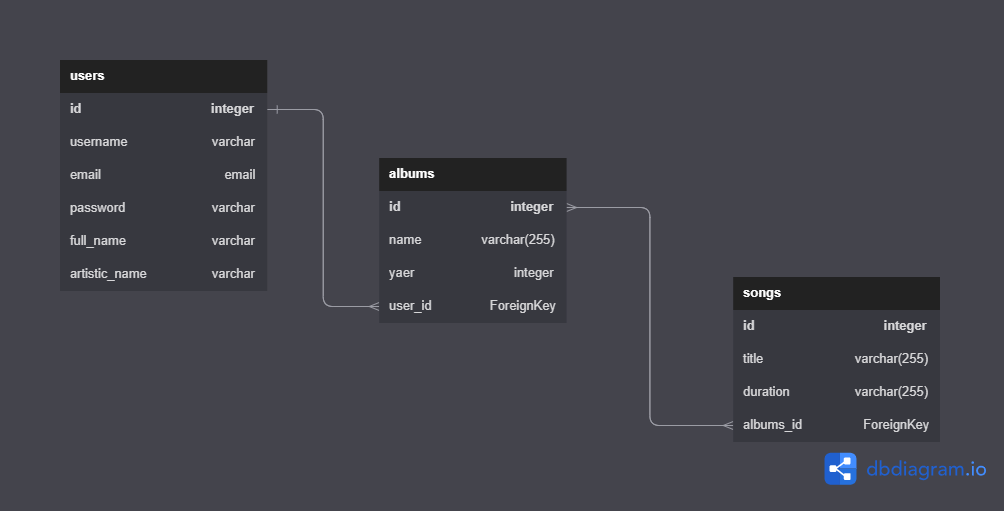 users
id integer
username varchar
email email
password varchar
full_name varchar
artistic_name varchar
albums
id integer
name varchar(255)
yaer integer
user_id ForeignKey
songs
id integer
title varchar(255)
duration varchar(255)
albums_id ForeignKey
dbdiagram.io